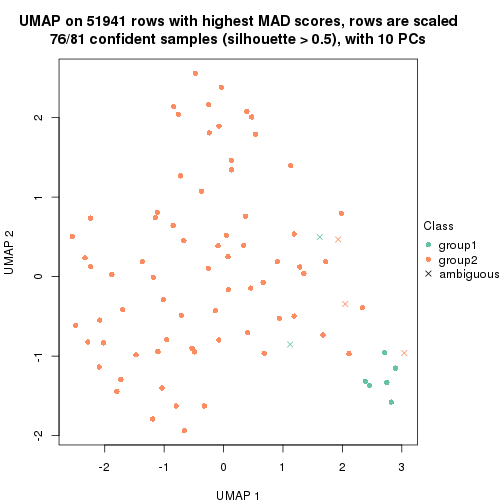 UMAP on 51941 rows with highest MAD scores, rows are scaled
76/81 confident samples (silhouette > 0.5), with 10 PCs
2
1
0
-1
-2
UMAP 2
-2
-1
0
1
2
3
UMAP 1
Class
group1
group2
ambiguous